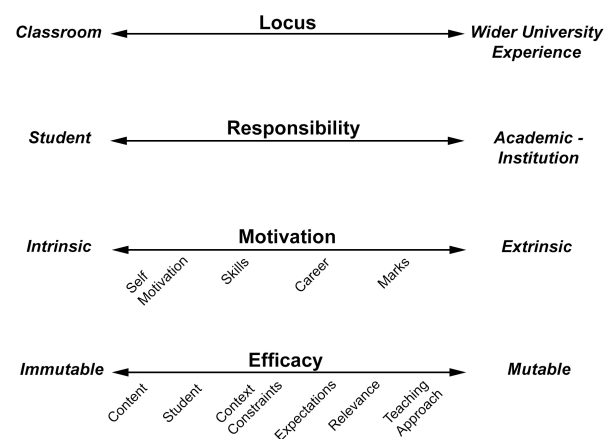 Locus
Classroom
Wider University
Experience
Responsibility
Student
Academic -
Institution
Motivation
Intrinsic
Extrinsic
Self
Motivation
Skills
Career
Marks
Efficacy
Immutable
Mutable
Content
Student
Context
Constraints
Expectations
Relevance
Teaching
Approach